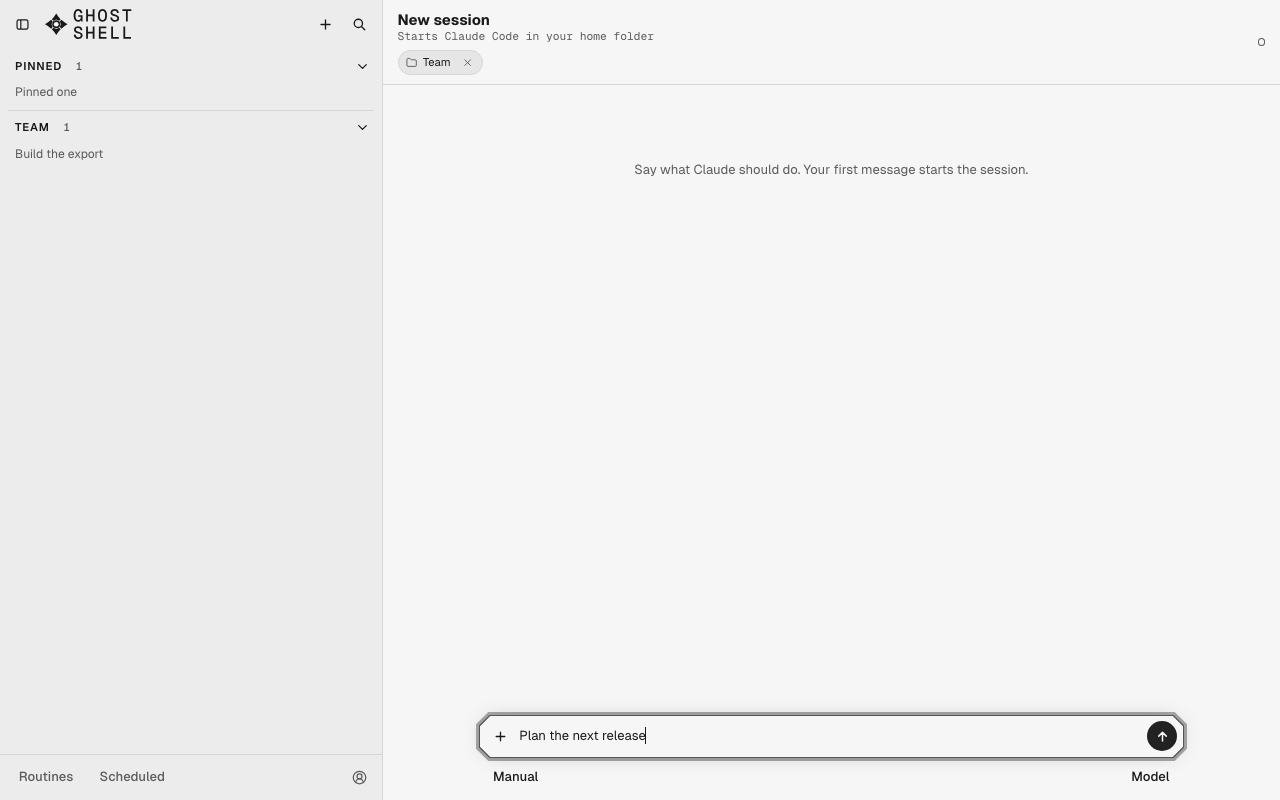 GHOST
SHELL
PINNED 1
Pinned one
TEAM 1
Build the export
Routines
Scheduled
New session
Starts Claude Code in your home folder
Team
Say what Claude should do. Your first message starts the session.
Plan the next release
Manual
Model